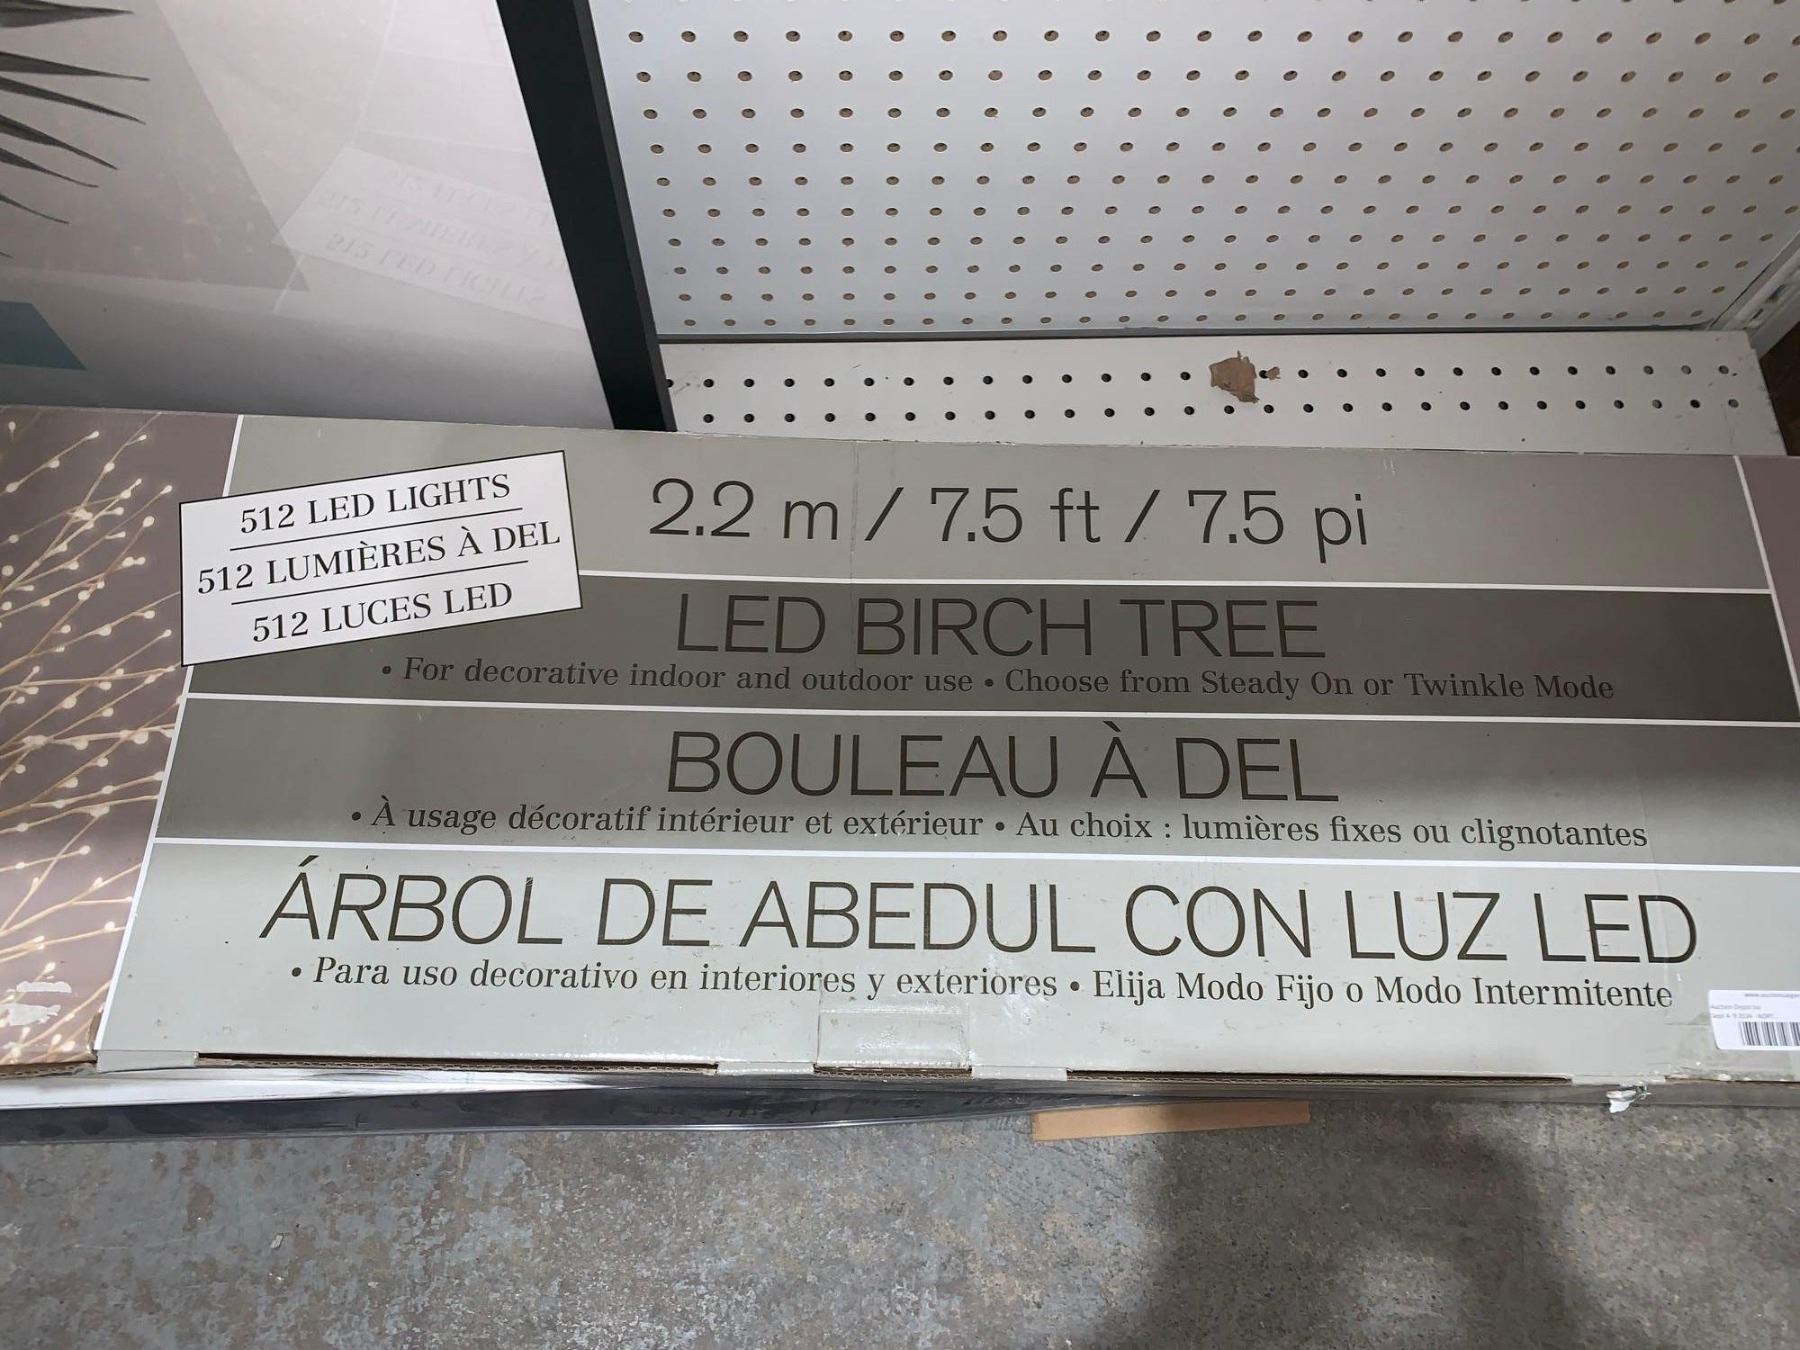 512 LED LIGHTS
512 LUMIÈRES À DEL
512 LUCES LED
2.2 m / 7.5 ft / 7.5 pi
LED BIRCH TREE
• For decorative indoor and outdoor use • Choose from Steady On or Twinkle Mode
BOULEAU À DEL
• À usage décoratif intérieur et extérieur • Au choix : lumières fixes ou clignotantes
ÁRBOL DE ABEDUL CON LUZ LED
• Para uso decorativo en interiores y exteriores • Elija Modo Fijo o Modo Intermitente